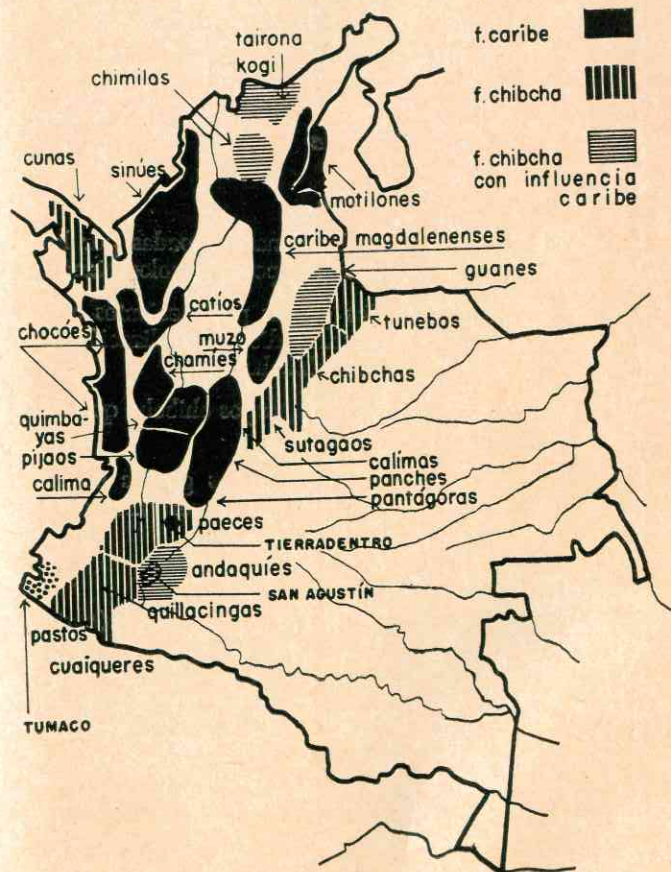 tairona
kogi
chimilas
cunas
sinúes
motilones
caribe magdalenenses
guanes
catíos
tunebos
chocóes
muzo
chamíes
chibchas
quimba-
yas
sutagaos
pijaos
calímas
calima
panches
pantágoras
paeces
TIERRADENTRO
andaquíes
SAN AGUSTÍN
quillacingas
pastos
cuaiqueres
TUMACO
f. caribe
f. chibcha
f. chibcha
con influencia
caribe